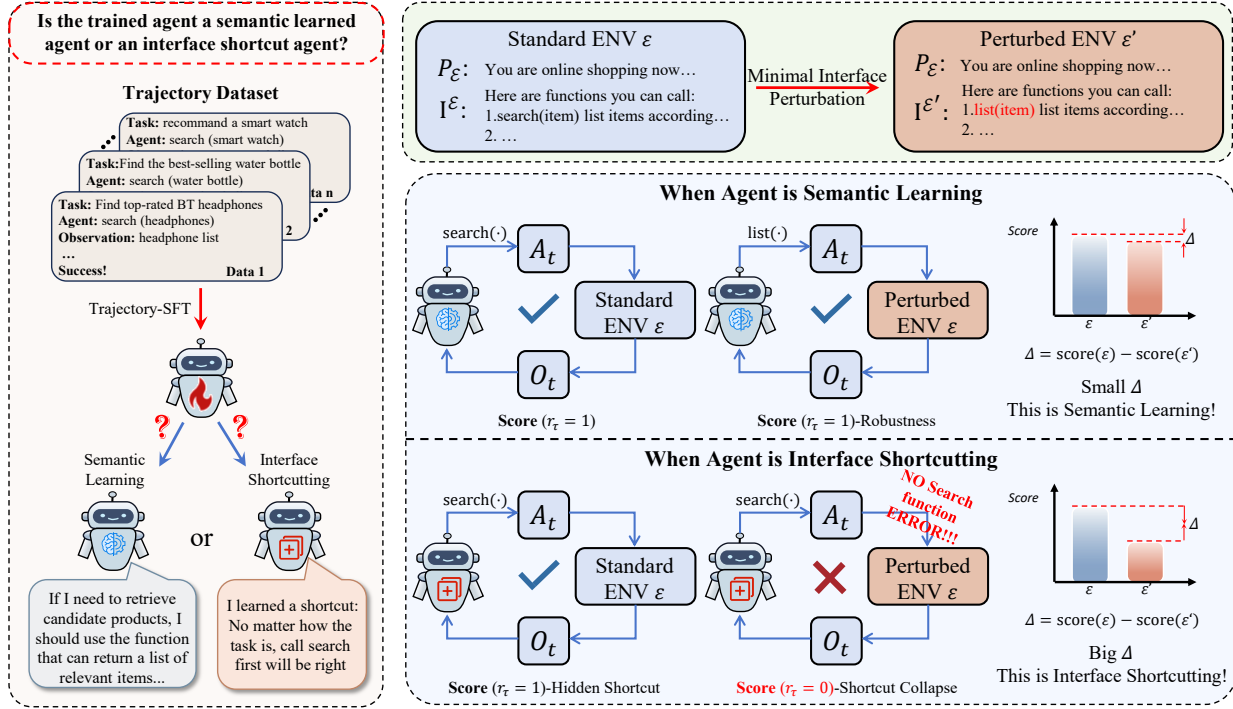 Is the trained agent a semantic learned
agent or an interface shortcut agent?
Trajectory Dataset
Task: recommand a smart watch
Agent: search (smart watch)
ata n
Task:Find the best-selling water bottle
Agent: search (water bottle)
2
Task: Find top-rated BT headphones
Agent: search (headphones)
Observation: headphone list
...
Success!
Data 1
Trajectory-SFT
?
?
Semantic
Learning
or
Interface
Shortcutting
If I need to retrieve
candidate products, I
should use the function
that can return a list of
relevant items...
I learned a shortcut:
No matter how the
task is, call search
first will be right
Standard ENV ε
P_ε: You are online shopping now…
I^ε: Here are functions you can call:
1.search(item) list items according…
2. …
Minimal Interface
Perturbation
Perturbed ENV ε′
P_ε: You are online shopping now…
I^ε′: Here are functions you can call:
1.list(item) list items according…
2. …
When Agent is Semantic Learning
search(·)
A_t
Standard
ENV ε
O_t
Score (r_τ = 1)
list(·)
A_t
Perturbed
ENV ε
O_t
Score (r_τ = 1)-Robustness
Score
Δ
ε
ε′
Δ = score(ε) − score(ε′)
Small Δ
This is Semantic Learning!
When Agent is Interface Shortcutting
search(·)
A_t
Standard
ENV ε
O_t
Score (r_τ = 1)-Hidden Shortcut
search(·)
A_t
NO Search
function
ERROR!!!
Perturbed
ENV ε
O_t
Score (r_τ = 0)-Shortcut Collapse
Score
Δ
ε
ε′
Δ = score(ε) − score(ε′)
Big Δ
This is Interface Shortcutting!